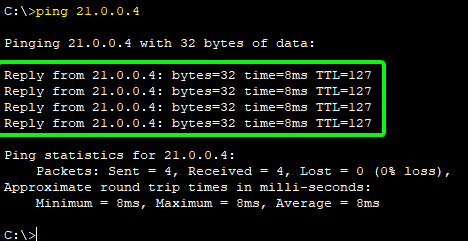 C:\>ping 21.0.0.4
Pinging 21.0.0.4 with 32 bytes of data:
Reply from 21.0.0.4: bytes=32 time=8ms TTL=127
Reply from 21.0.0.4: bytes=32 time=8ms TTL=127
Reply from 21.0.0.4: bytes=32 time=8ms TTL=127
Reply from 21.0.0.4: bytes=32 time=8ms TTL=127
Ping statistics for 21.0.0.4:
    Packets: Sent = 4, Received = 4, Lost = 0 (0% loss),
Approximate round trip times in milli-seconds:
    Minimum = 8ms, Maximum = 8ms, Average = 8ms
C:\>